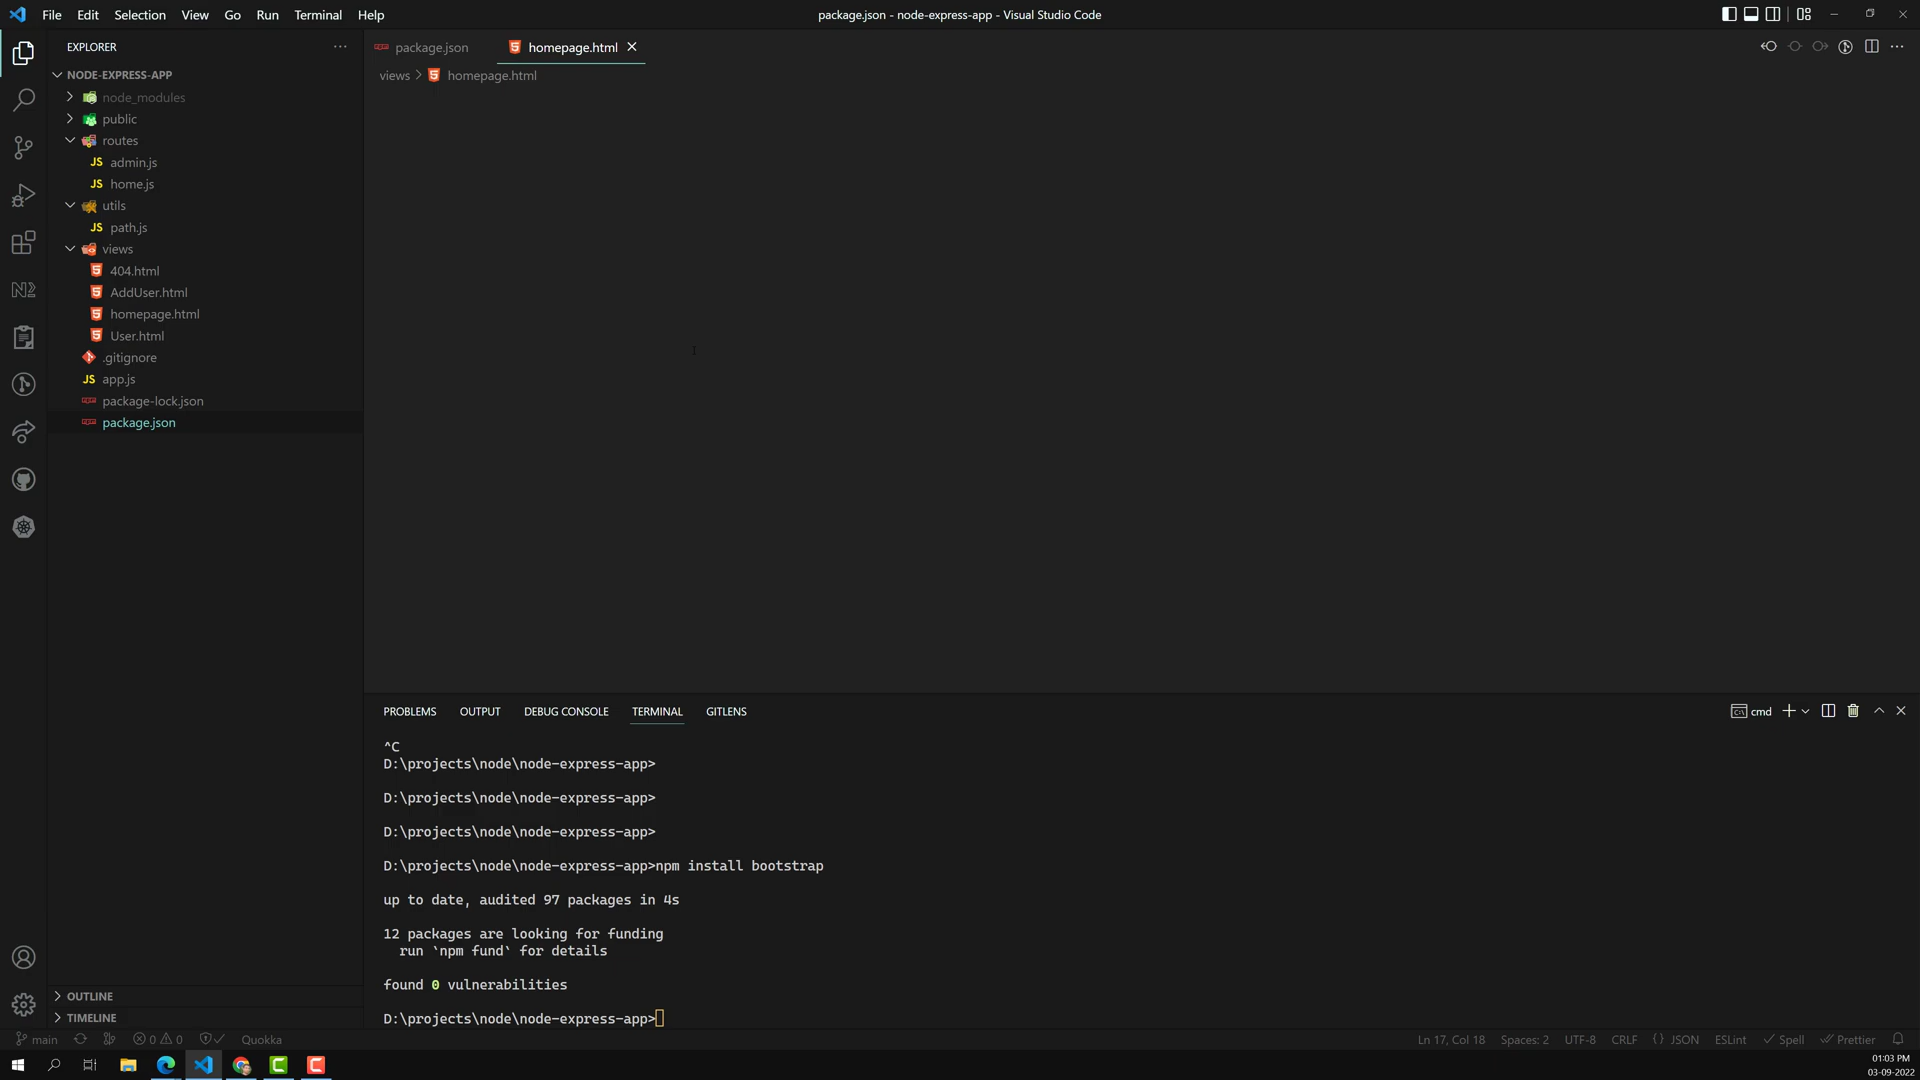 File Edit Selection View Go Run Terminal Help
package.json - node-express-app - Visual Studio Code
EXPLORER
NODE-EXPRESS-APP
node_modules
public
routes
JS admin.js
JS home.js
utils
JS path.js
views
404.html
AddUser.html
homepage.html
User.html
.gitignore
JS app.js
package-lock.json
package.json
OUTLINE
TIMELINE
package.json
homepage.html
views > homepage.html
PROBLEMS OUTPUT DEBUG CONSOLE TERMINAL GITLENS
cmd
^C
D:\projects\node\node-express-app>
D:\projects\node\node-express-app>
D:\projects\node\node-express-app>
D:\projects\node\node-express-app>npm install bootstrap
up to date, audited 97 packages in 4s
12 packages are looking for funding
run `npm fund` for details
found 0 vulnerabilities
D:\projects\node\node-express-app>
main 0 0 Quokka
Ln 17, Col 18 Spaces: 2 UTF-8 CRLF { } JSON ESLint Spell Prettier
01:03 PM
03-09-2022